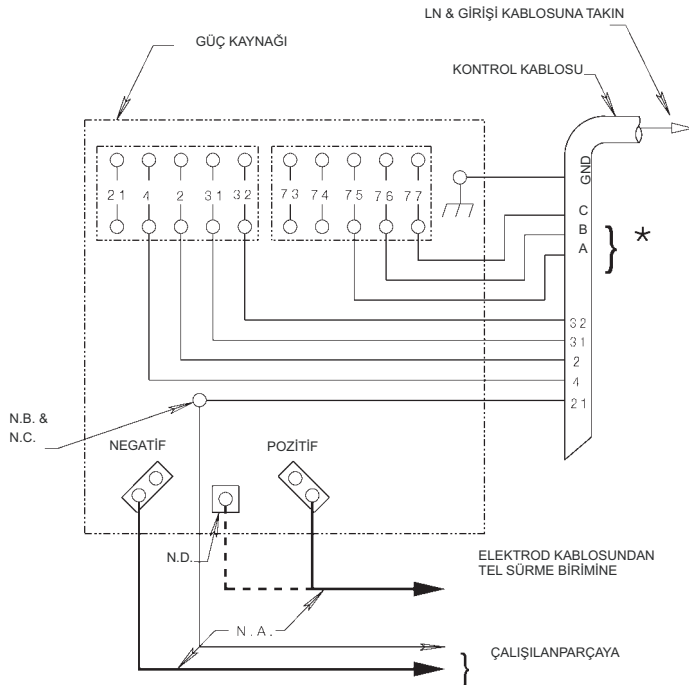 LN & GİRİŞİ KABLOSUNA TAKIN
GÜÇ KAYNAĞI
KONTROL KABLOSU
21 4 2 31 32 73 74 75 76 77
GND
C
B
A
*
32
31
2
4
21
N.B. &
N.C.
NEGATİF
POZİTİF
N.D.
ELEKTROD KABLOSUNDAN
TEL SÜRME BİRİMİNE
N.A.
ÇALIŞILANPARÇAYA